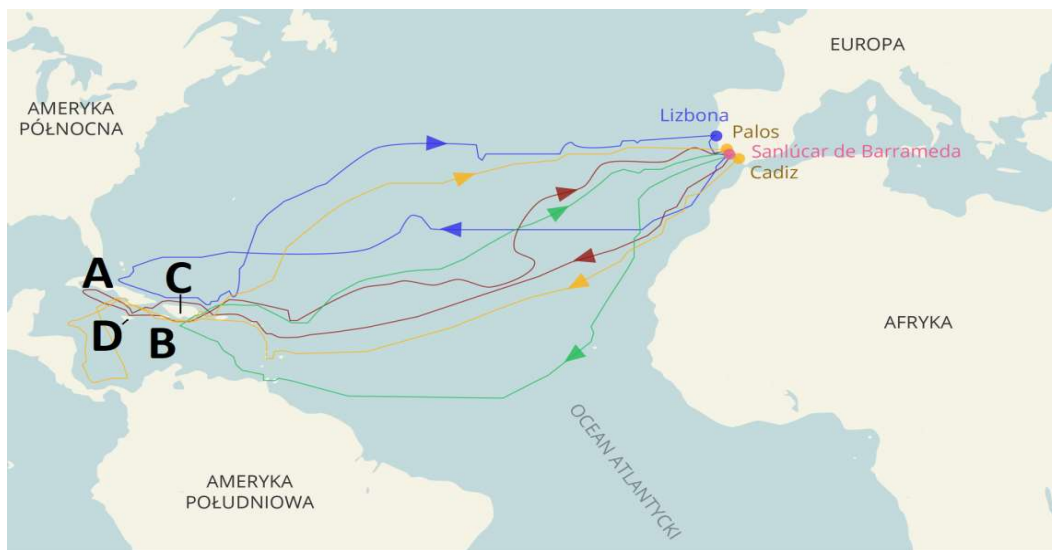 EUROPA
AMERYKA
PÓŁNOCNA
Lizbona
Palos
Sanlúcar de Barrameda
Cadiz
A
C
D
B
AFRYKA
OCEAN ATLANTYCKI
AMERYKA
POŁUDNIOWA